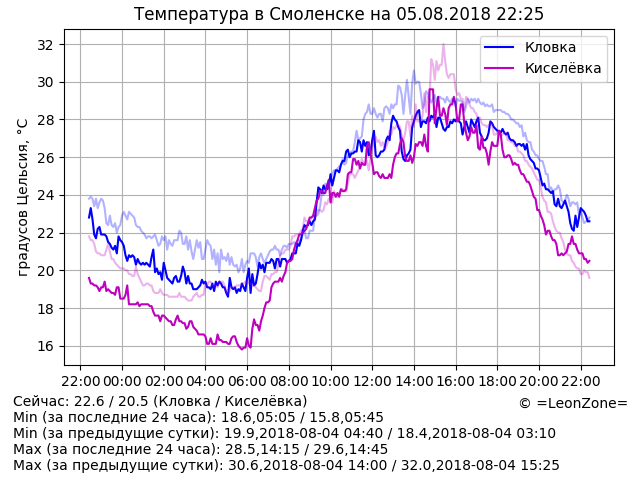 Температура в Смоленске на 05.08.2018 22:25
32
30
28
26
24
22
20
18
16
градусов Цельсия, °C
Кловка
Киселёвка
22:00 00:00 02:00 04:00 06:00 08:00 10:00 12:00 14:00 16:00 18:00 20:00 22:00
Сейчас: 22.6 / 20.5 (Кловка / Киселёвка)
© =LeonZone=
Min (за последние 24 часа): 18.6,05:05 / 15.8,05:45
Min (за предыдущие сутки): 19.9,2018-08-04 04:40 / 18.4,2018-08-04 03:10
Max (за последние 24 часа): 28.5,14:15 / 29.6,14:45
Max (за предыдущие сутки): 30.6,2018-08-04 14:00 / 32.0,2018-08-04 15:25